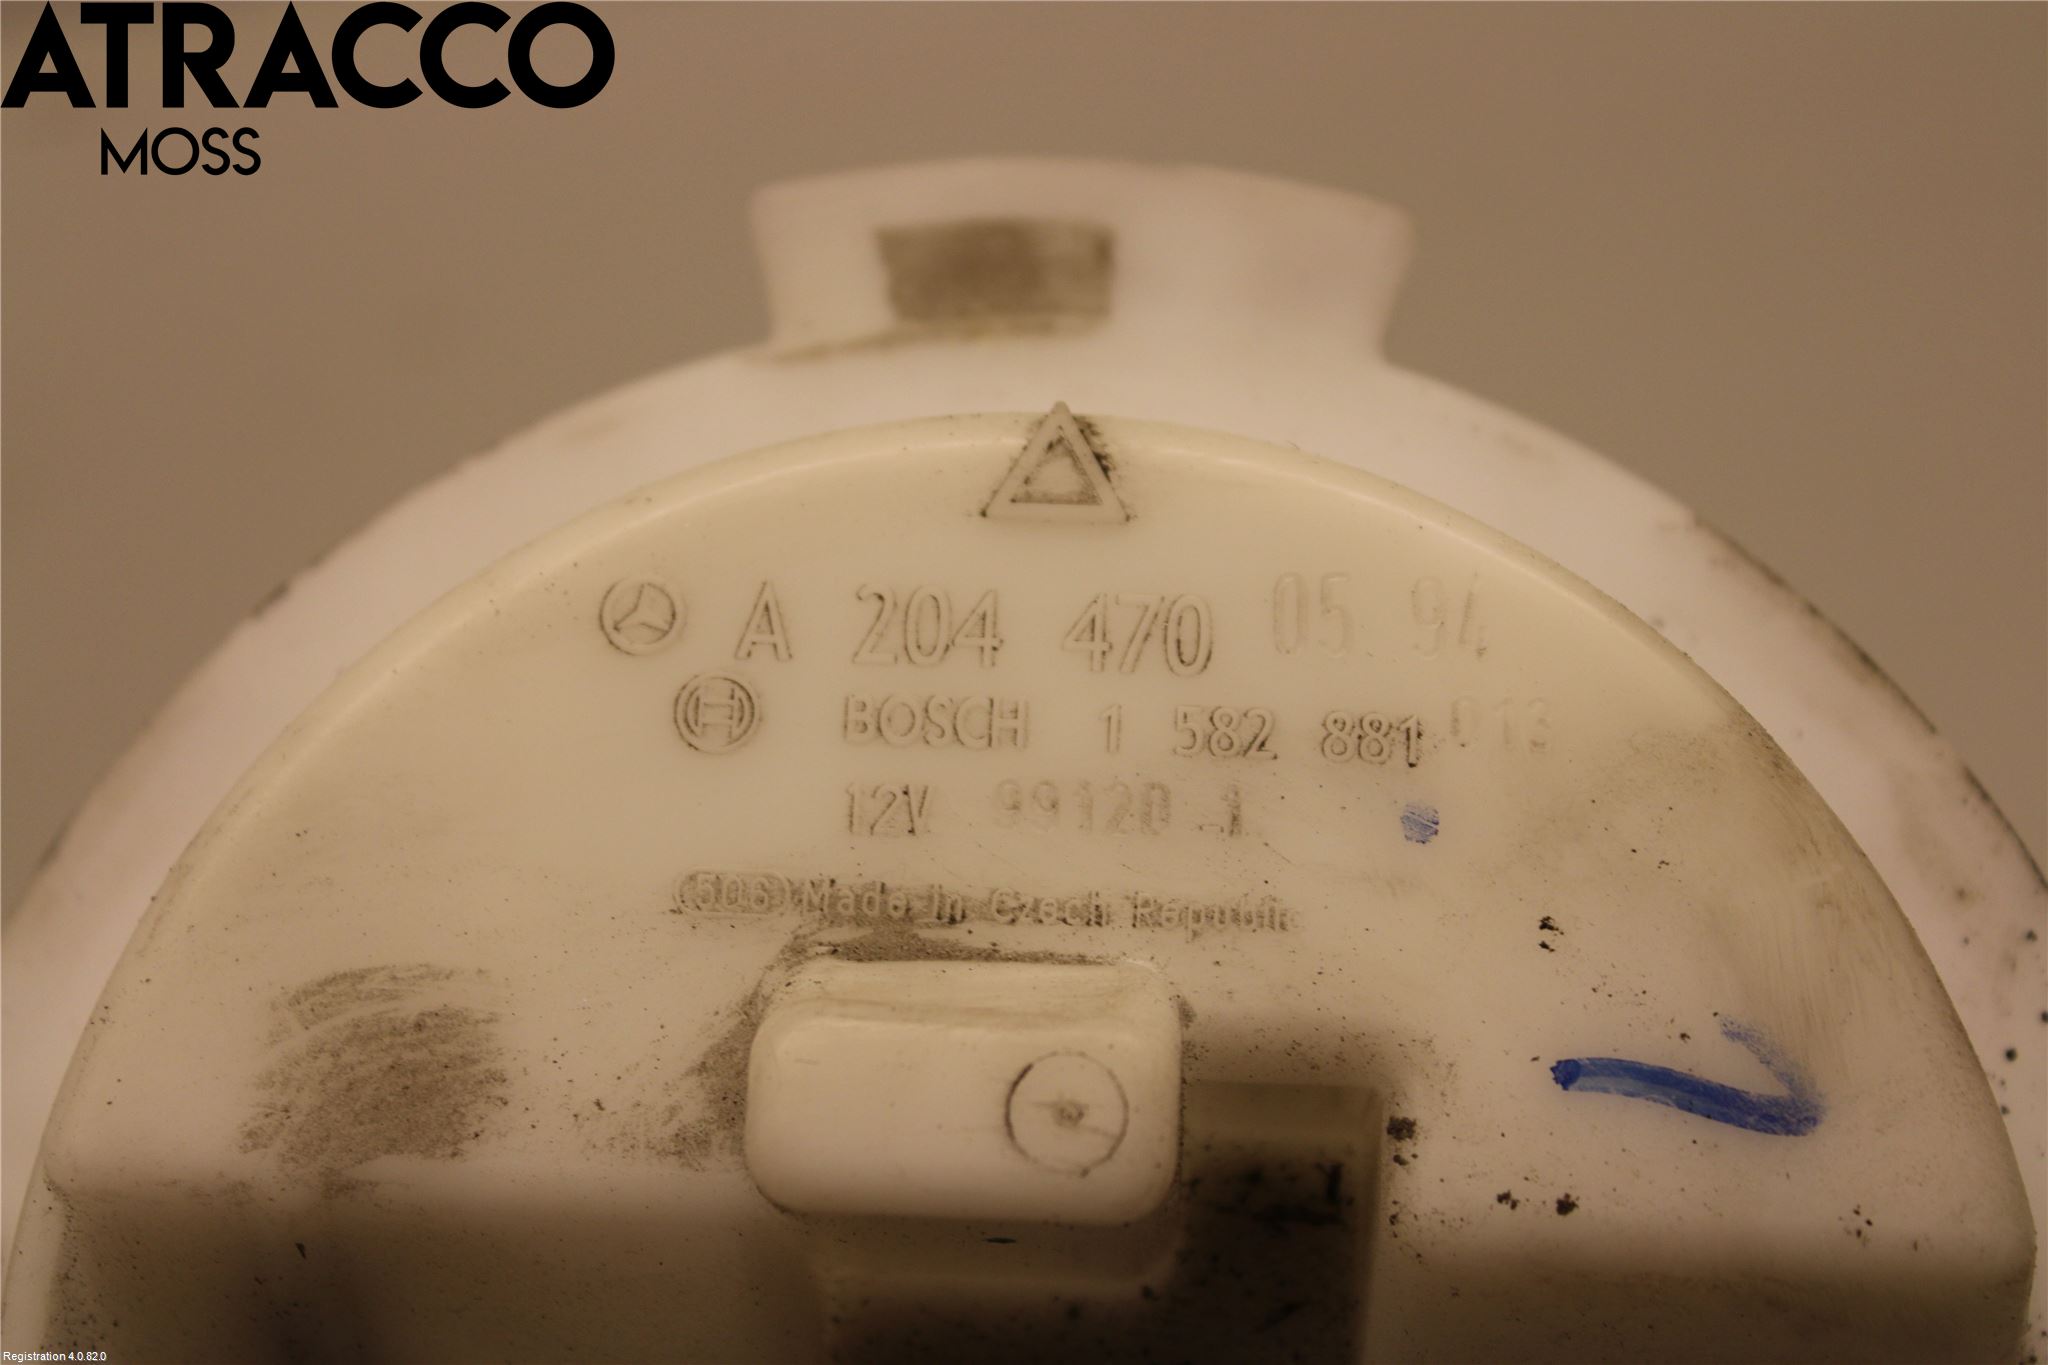 ATRACCO
MOSS
A 204 470 05 94
BOSCH 1 582 881 013
12V 99120 -1
(506) Made in Czech Republic
Registration 4.0.82.0